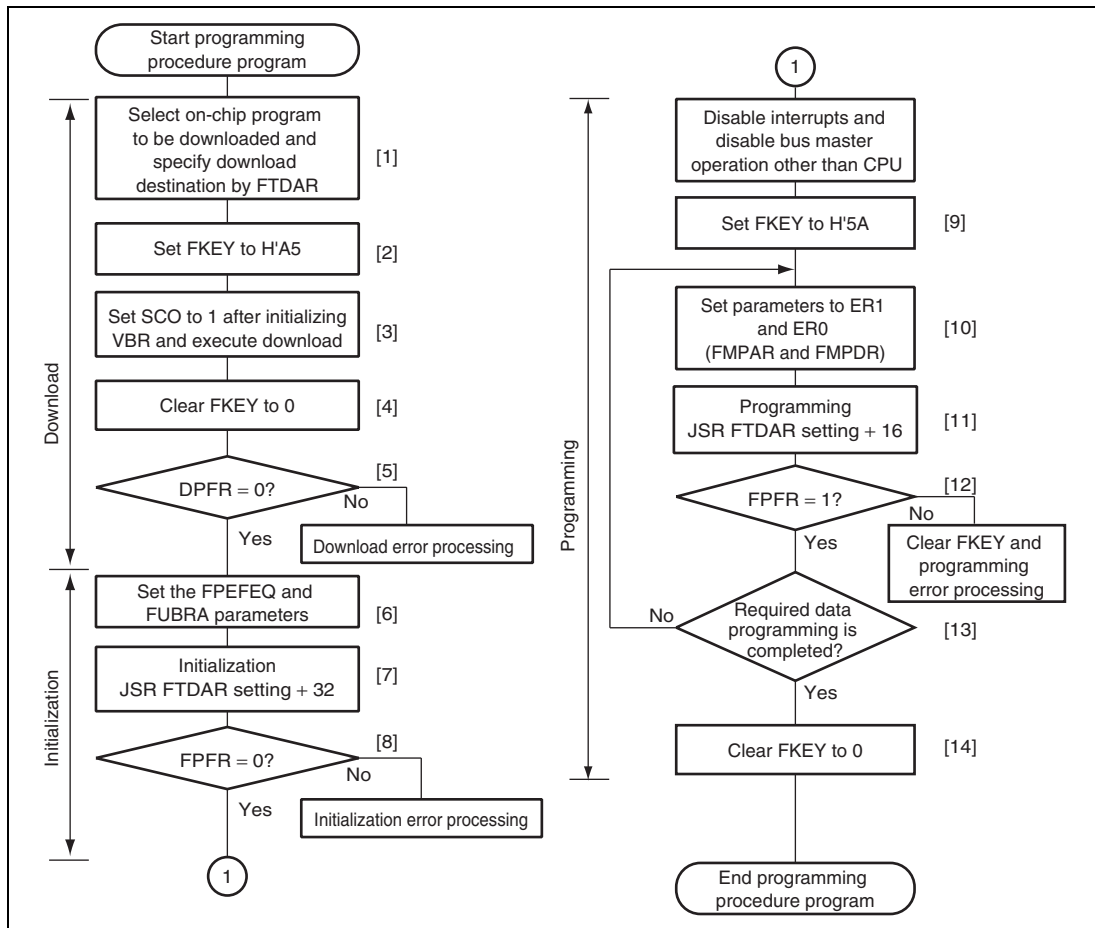 Start programming
procedure program
Select on-chip program
to be downloaded and
specify download
destination by FTDAR
[1]
Set FKEY to H'A5
[2]
Set SCO to 1 after initializing
VBR and execute download
[3]
Clear FKEY to 0
[4]
DPFR = 0?
[5]
No
Yes
Download error processing
Download
Set the FPEFEQ and
FUBRA parameters
[6]
Initialization
JSR FTDAR setting + 32
[7]
FPFR = 0?
[8]
No
Yes
Initialization error processing
Initialization
1
1
Disable interrupts and
disable bus master
operation other than CPU
Set FKEY to H'5A
[9]
Set parameters to ER1
and ER0
(FMPAR and FMPDR)
[10]
Programming
JSR FTDAR setting + 16
[11]
FPFR = 1?
[12]
No
Yes
Clear FKEY and
programming
error processing
Programming
No
Required data
programming is
completed?
[13]
Yes
Clear FKEY to 0
[14]
End programming
procedure program